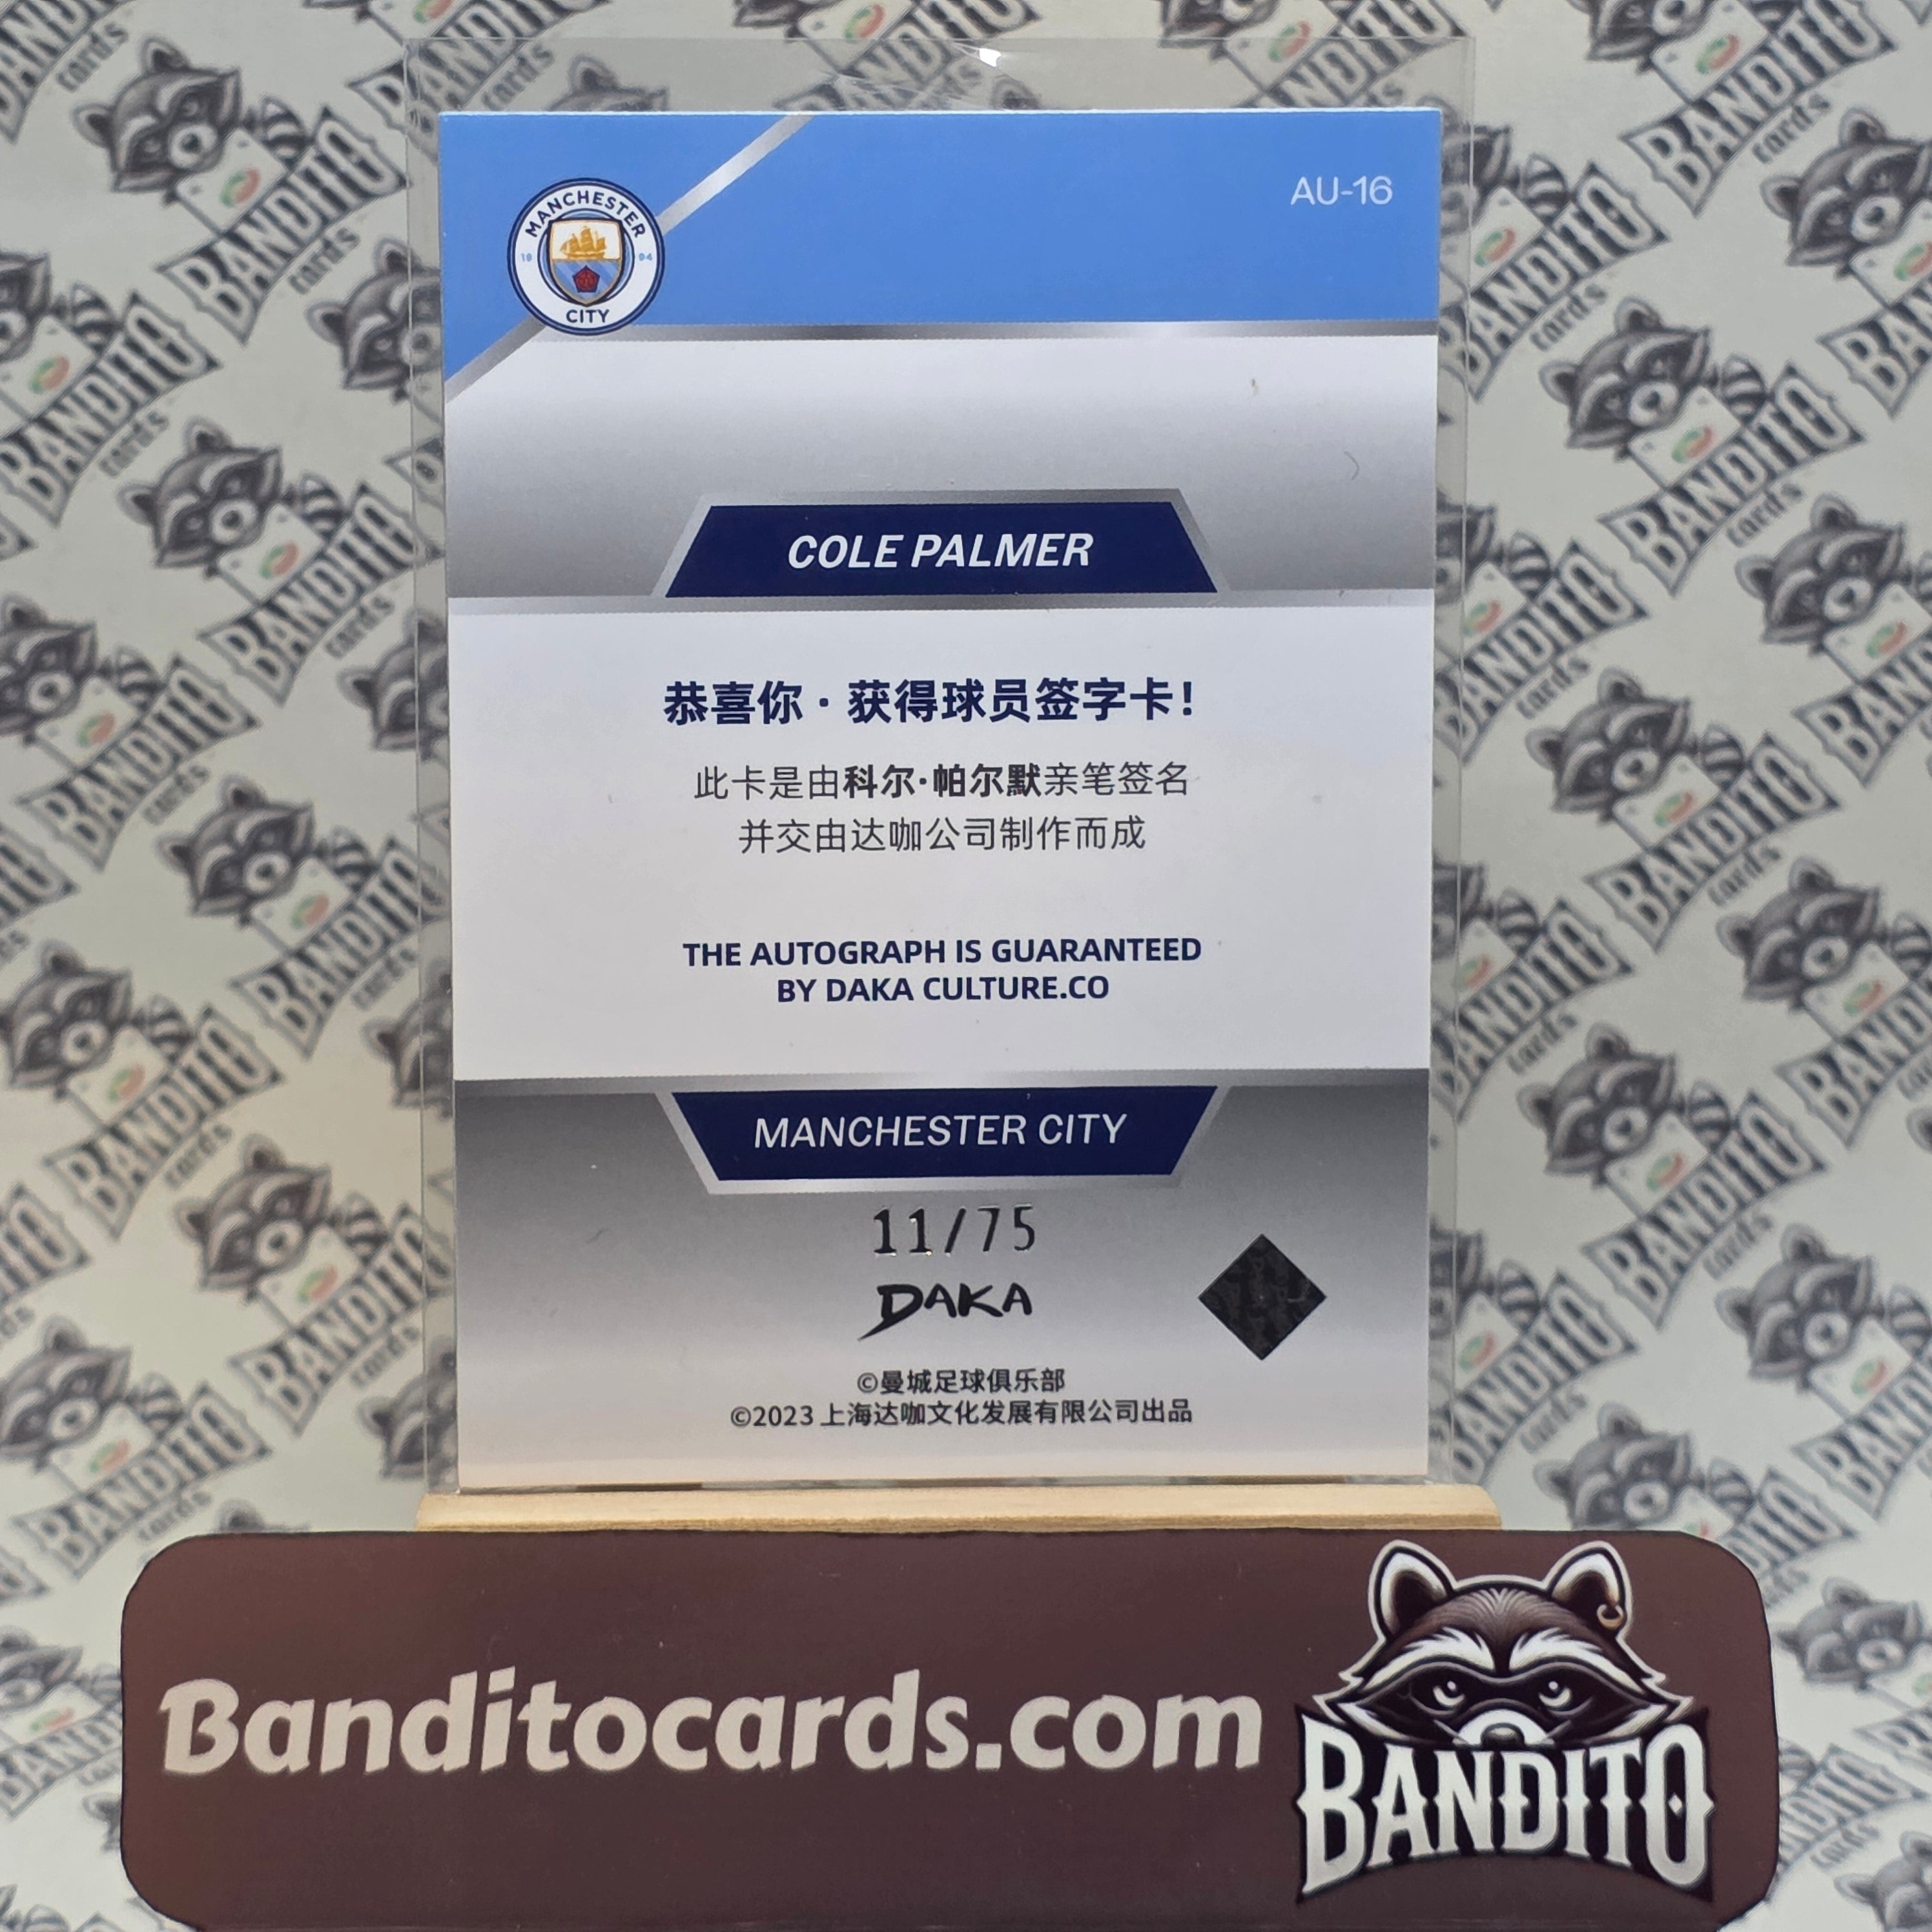 AU-16
MANCHESTER
19 94
CITY
COLE PALMER
恭喜你·获得球员签字卡!
此卡是由科尔·帕尔默亲笔签名
并交由达咖公司制作而成
THE AUTOGRAPH IS GUARANTEED
BY DAKA CULTURE.CO
MANCHESTER CITY
11/75
DAKA
©曼城足球俱乐部
©2023 上海达咖文化发展有限公司出品
Banditocards.com
BANDITO
BANDITO
cards